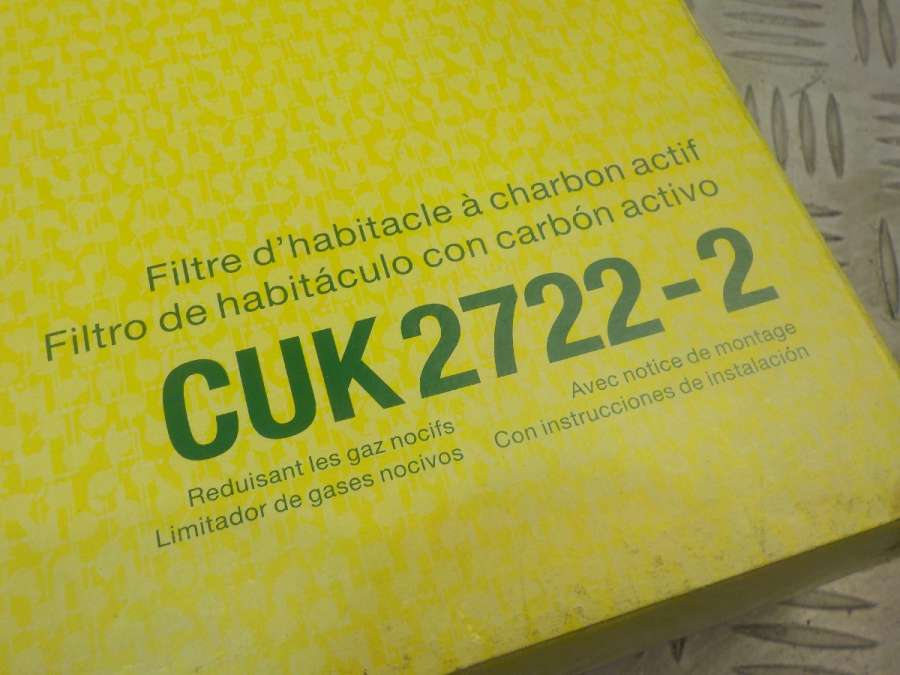 Filtre d'habitacle à charbon actif
Filtro de habitáculo con carbón activo
CUK 2722-2
Reduisant les gaz nocifs
Limitador de gases nocivos
Avec notice de montage
Con instrucciones de instalación